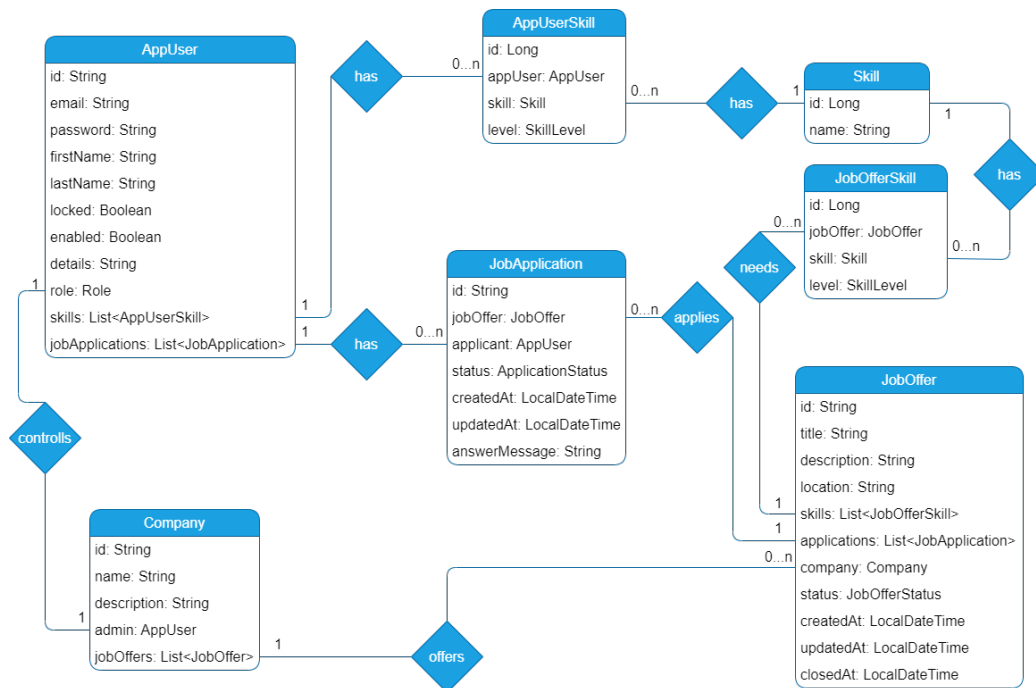 AppUser
id: String
email: String
password: String
firstName: String
lastName: String
locked: Boolean
enabled: Boolean
details: String
role: Role
skills: List<AppUserSkill>
jobApplications: List<JobApplication>
1
1
1
has
0...n
AppUserSkill
id: Long
appUser: AppUser
skill: Skill
level: SkillLevel
0...n
has
1
Skill
id: Long
name: String
1
has
0...n
JobOfferSkill
id: Long
jobOffer: JobOffer
skill: Skill
level: SkillLevel
0...n
needs
1
has
0...n
JobApplication
id: String
jobOffer: JobOffer
applicant: AppUser
status: ApplicationStatus
createdAt: LocalDateTime
updatedAt: LocalDateTime
answerMessage: String
0...n
applies
1
JobOffer
id: String
title: String
description: String
location: String
skills: List<JobOfferSkill>
applications: List<JobApplication>
company: Company
status: JobOfferStatus
createdAt: LocalDateTime
updatedAt: LocalDateTime
closedAt: LocalDateTime
controlls
1
Company
id: String
name: String
description: String
admin: AppUser
jobOffers: List<JobOffer>
1
offers
0...n